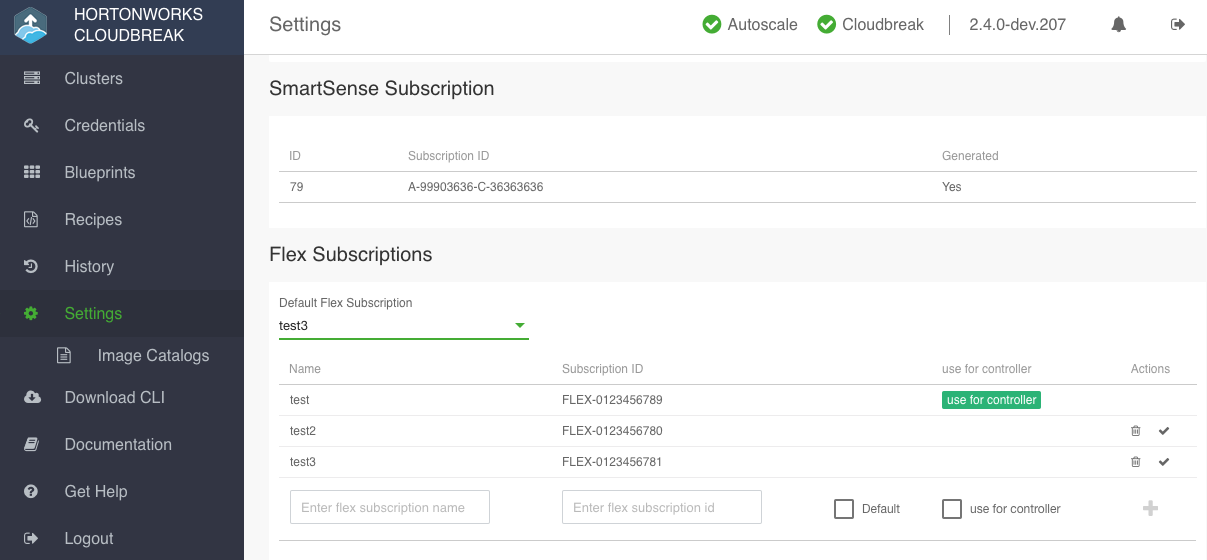 HORTONWORKS
CLOUDBREAK
Clusters
Credentials
Blueprints
Recipes
History
Settings
Image Catalogs
Download CLI
Documentation
Get Help
Logout
Settings
Autoscale Cloudbreak 2.4.0-dev.207
SmartSense Subscription
ID Subscription ID Generated
79 A-99903636-C-36363636 Yes
Flex Subscriptions
Default Flex Subscription
test3
Name Subscription ID use for controller Actions
test FLEX-0123456789 use for controller
test2 FLEX-0123456780
test3 FLEX-0123456781
Enter flex subscription name Enter flex subscription id Default use for controller